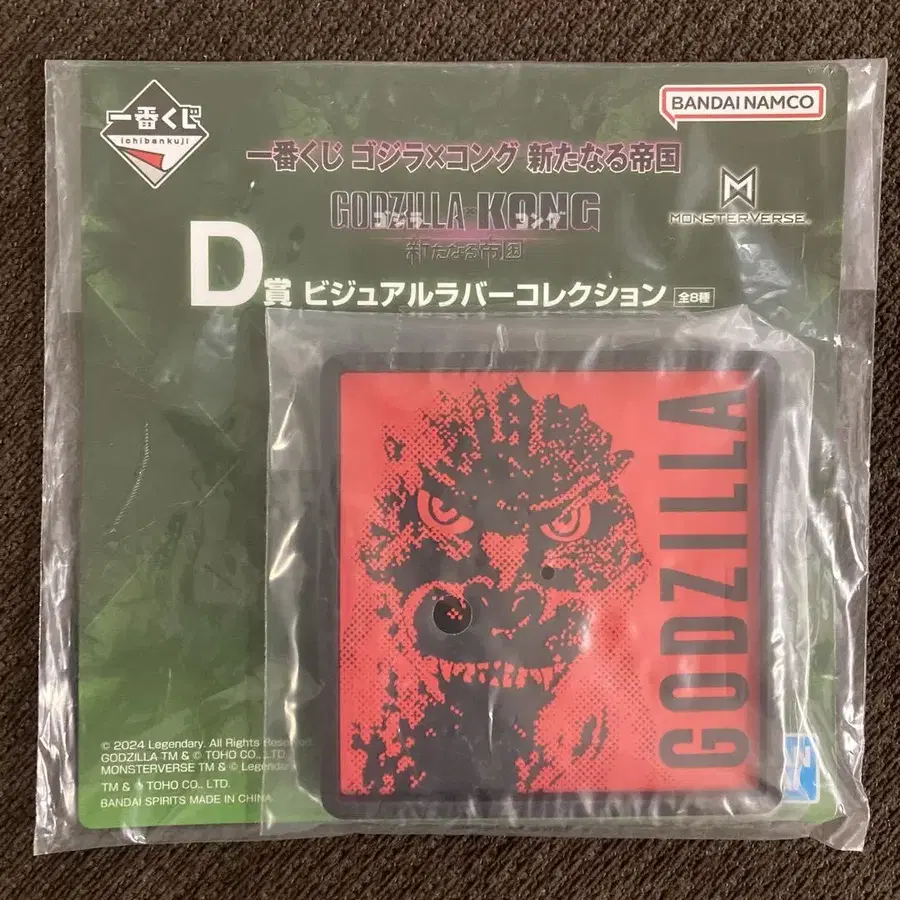 一番くじ
ichibankuji
BANDAI NAMCO
一番くじ ゴジラ×コング 新たなる帝国
GODZILLA KONG
ゴジラ コング
新たなる帝国
MONSTERVERSE
D賞 ビジュアルラバーコレクション 全8種
GODZILLA
© 2024 Legendary. All Rights Reserved.
GODZILLA TM & © TOHO CO., LTD.
MONSTERVERSE TM & © Legendary
TM & © TOHO CO., LTD.
BANDAI SPIRITS MADE IN CHINA